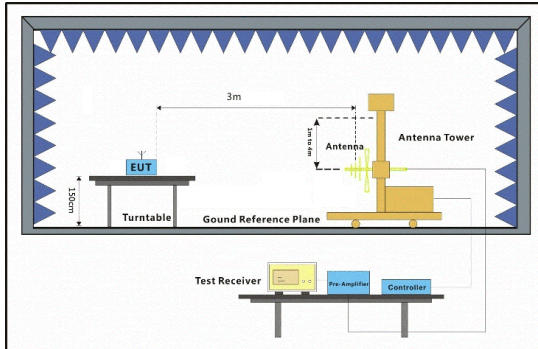 3m
1m to 4m
Antenna
Antenna Tower
EUT
150cm
Turntable
Gound Reference Plane
Test Receiver
Pre-Amplifier
Controller